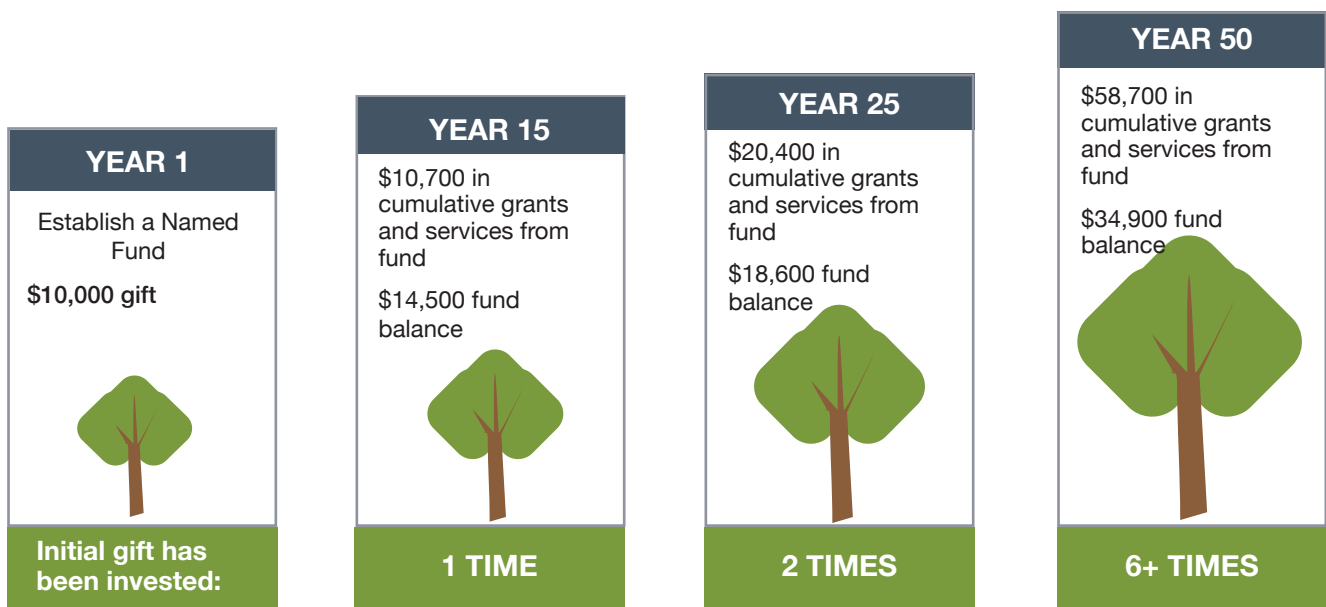 YEAR 1
Establish a Named
Fund
$10,000 gift
Initial gift has
been invested:
YEAR 15
$10,700 in
cumulative grants
and services from
fund
$14,500 fund
balance
1 TIME
YEAR 25
$20,400 in
cumulative grants
and services from
fund
$18,600 fund
balance
2 TIMES
YEAR 50
$58,700 in
cumulative grants
and services from
fund
$34,900 fund
balance
6+ TIMES